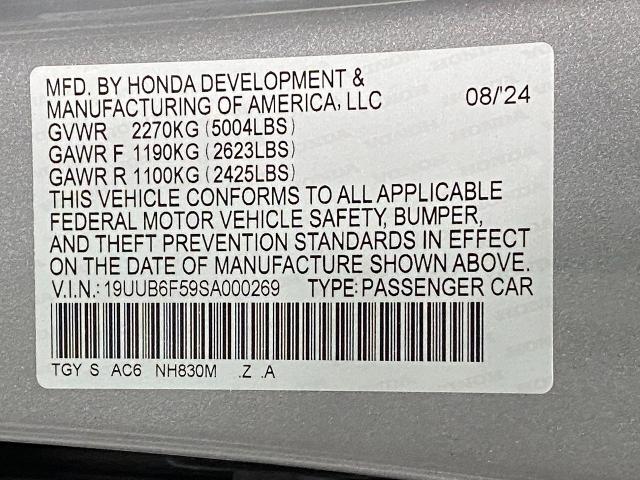 MFD. BY HONDA DEVELOPMENT &
MANUFACTURING OF AMERICA, LLC 08/'24
GVWR 2270KG (5004LBS)
GAWR F 1190KG (2623LBS)
GAWR R 1100KG (2425LBS)
THIS VEHICLE CONFORMS TO ALL APPLICABLE
FEDERAL MOTOR VEHICLE SAFETY, BUMPER,
AND THEFT PREVENTION STANDARDS IN EFFECT
ON THE DATE OF MANUFACTURE SHOWN ABOVE.
V.I.N.: 19UUB6F59SA000269 TYPE: PASSENGER CAR
TGY S AC6 NH830M .Z .A